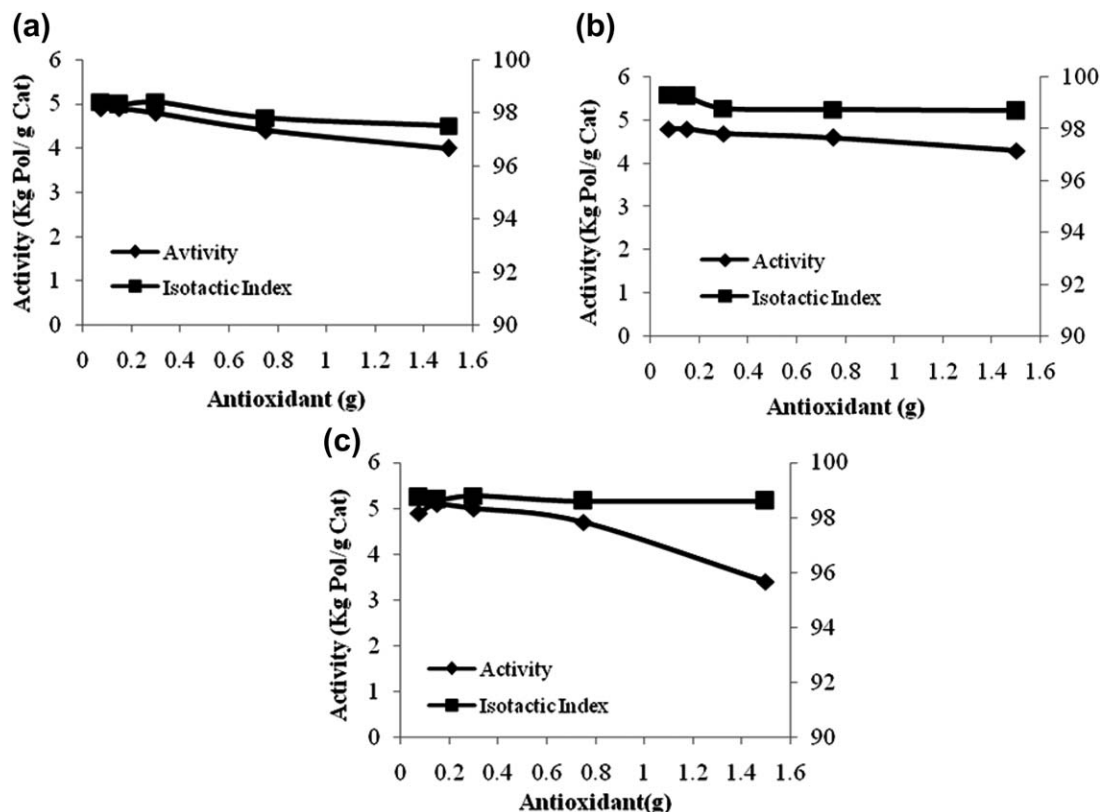 (a)
6
5
4
3
2
1
0
Activity (Kg Pol/ g Cat)
100
98
96
94
92
90
Avtivity
Isotactic Index
0 0.2 0.4 0.6 0.8 1 1.2 1.4 1.6
Antioxidant (g)
(b)
6
5
4
3
2
1
0
Activity(Kg Pol/g Cat)
100
98
96
94
92
90
Activity
Isotactic Index
0 0.2 0.4 0.6 0.8 1 1.2 1.4 1.6
Antioxidant (g)
(c)
6
5
4
3
2
1
0
Activity (Kg Pol/g Cat)
100
98
96
94
92
90
Activity
Isotactic Index
0 0.2 0.4 0.6 0.8 1 1.2 1.4 1.6
Antioxidant(g)